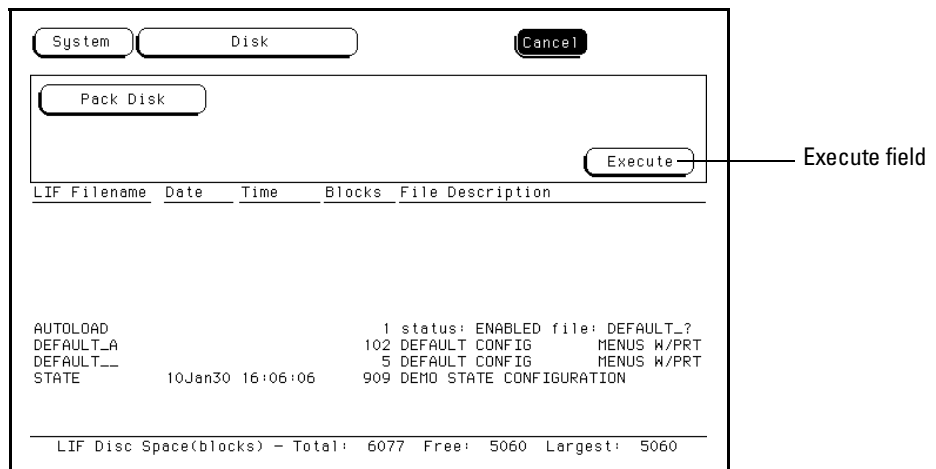 System Disk Cancel
Pack Disk
Execute
Execute field
LIF Filename Date Time Blocks File Description
AUTOLOAD 1 status: ENABLED file: DEFAULT_?
DEFAULT_A 102 DEFAULT CONFIG MENUS W/PRT
DEFAULT__ 5 DEFAULT CONFIG MENUS W/PRT
STATE 10Jan30 16:06:06 909 DEMO STATE CONFIGURATION
LIF Disc Space(blocks) - Total: 6077 Free: 5060 Largest: 5060